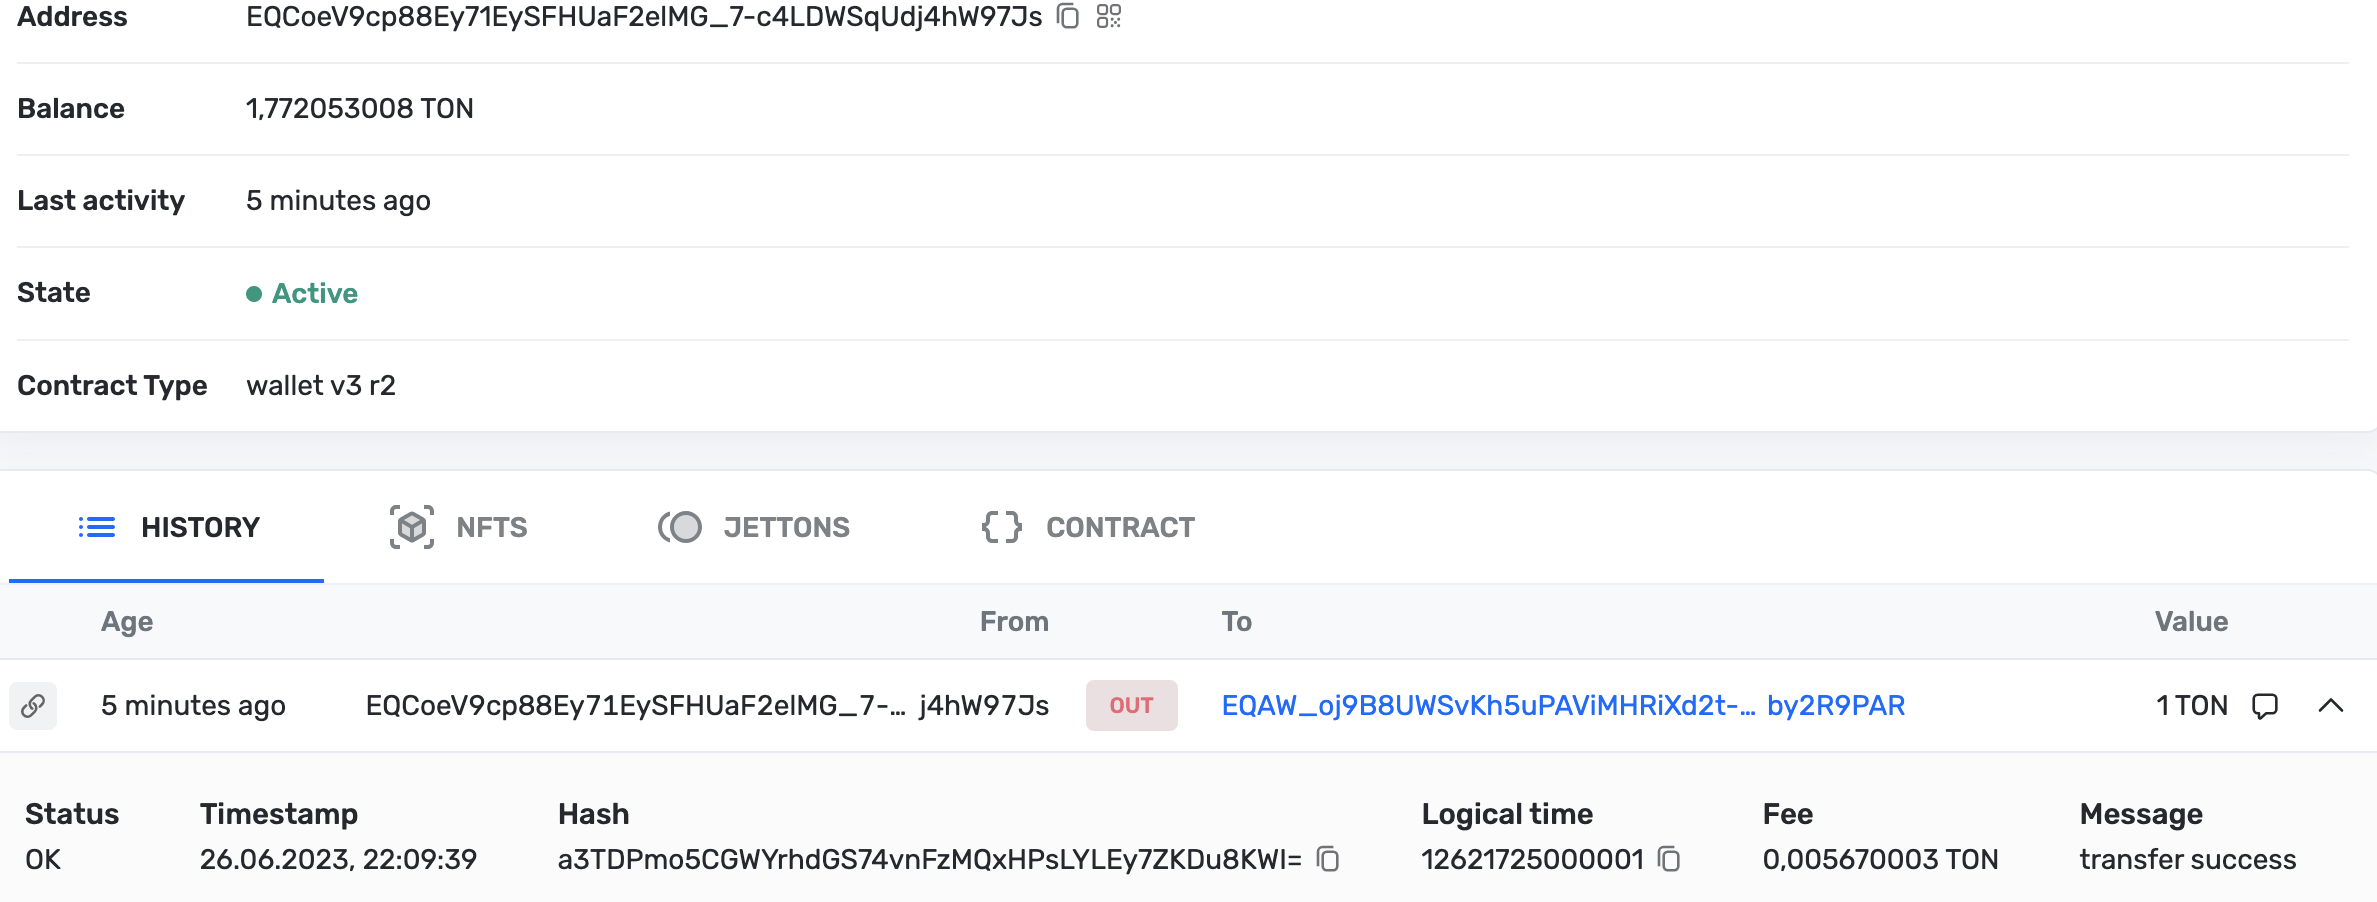 Address EQCoeV9cp88Ey71EySFHUaF2elMG_7-c4LDWSqUdj4hW97Js
Balance 1,772053008 TON
Last activity 5 minutes ago
State Active
Contract Type wallet v3 r2
HISTORY NFTS JETTONS CONTRACT
Age From To Value
5 minutes ago EQCoeV9cp88Ey71EySFHUaF2elMG_7-... j4hW97Js OUT EQAW_oj9B8UWSvKh5uPAViMHRiXd2t-... by2R9PAR 1 TON
Status Timestamp Hash Logical time Fee Message
OK 26.06.2023, 22:09:39 a3TDPmo5CGWYrhdGS74vnFzMQxHPsLYLEy7ZKDu8KWI= 12621725000001 0,005670003 TON transfer success